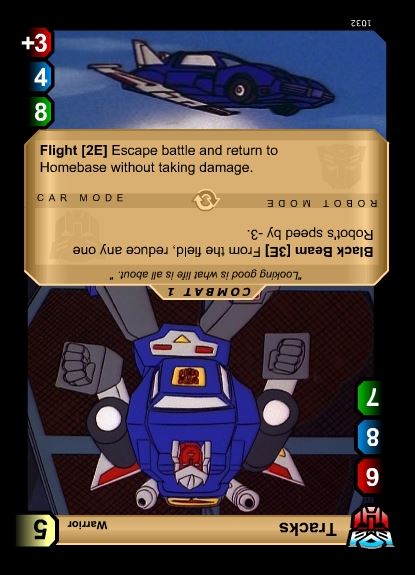 1032
+3
4
8
Flight [2E] Escape battle and return to
Homebase without taking damage.
CAR MODE
3
ROBOT MODE
Black Beam [3E] From the field, reduce any one
Robot's speed by -3.
"Looking good is what life is all about. "
COMBAT 1
7
8
6
Tracks
Warrior
5